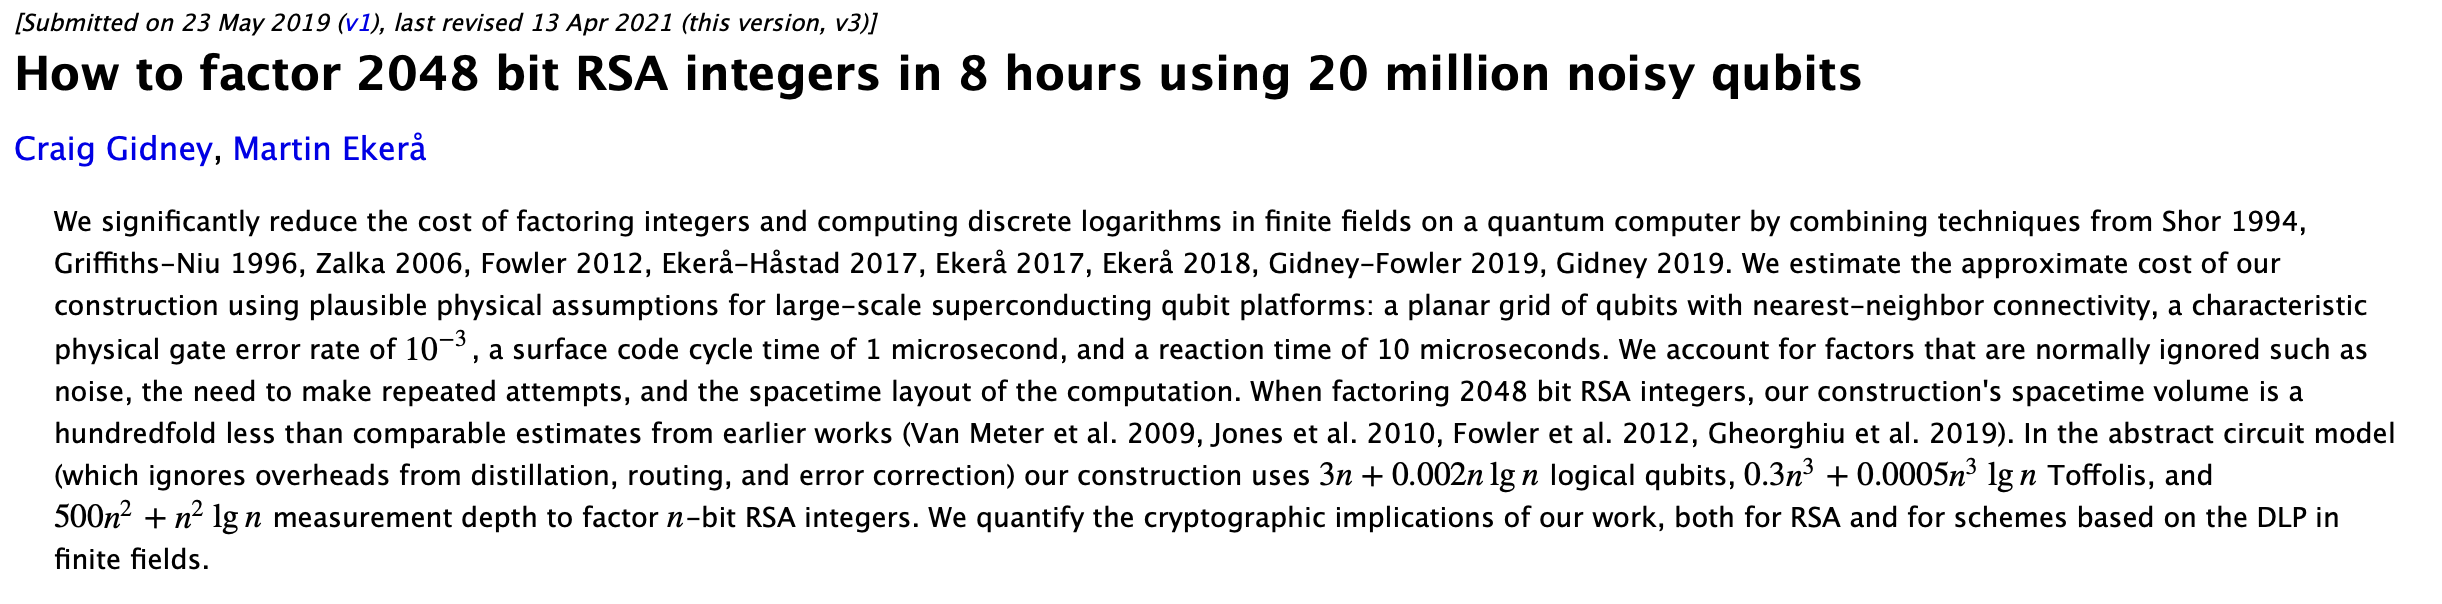 [Submitted on 23 May 2019 (v1), last revised 13 Apr 2021 (this version, v3)]
How to factor 2048 bit RSA integers in 8 hours using 20 million noisy qubits
Craig Gidney, Martin Ekerå
We significantly reduce the cost of factoring integers and computing discrete logarithms in finite fields on a quantum computer by combining techniques from Shor 1994,
Griffiths-Niu 1996, Zalka 2006, Fowler 2012, Ekerå-Håstad 2017, Ekerå 2017, Ekerå 2018, Gidney-Fowler 2019, Gidney 2019. We estimate the approximate cost of our
construction using plausible physical assumptions for large-scale superconducting qubit platforms: a planar grid of qubits with nearest-neighbor connectivity, a characteristic
physical gate error rate of 10⁻³, a surface code cycle time of 1 microsecond, and a reaction time of 10 microseconds. We account for factors that are normally ignored such as
noise, the need to make repeated attempts, and the spacetime layout of the computation. When factoring 2048 bit RSA integers, our construction's spacetime volume is a
hundredfold less than comparable estimates from earlier works (Van Meter et al. 2009, Jones et al. 2010, Fowler et al. 2012, Gheorghiu et al. 2019). In the abstract circuit model
(which ignores overheads from distillation, routing, and error correction) our construction uses 3n + 0.002n lg n logical qubits, 0.3n³ + 0.0005n³ lg n Toffolis, and
500n² + n² lg n measurement depth to factor n-bit RSA integers. We quantify the cryptographic implications of our work, both for RSA and for schemes based on the DLP in
finite fields.